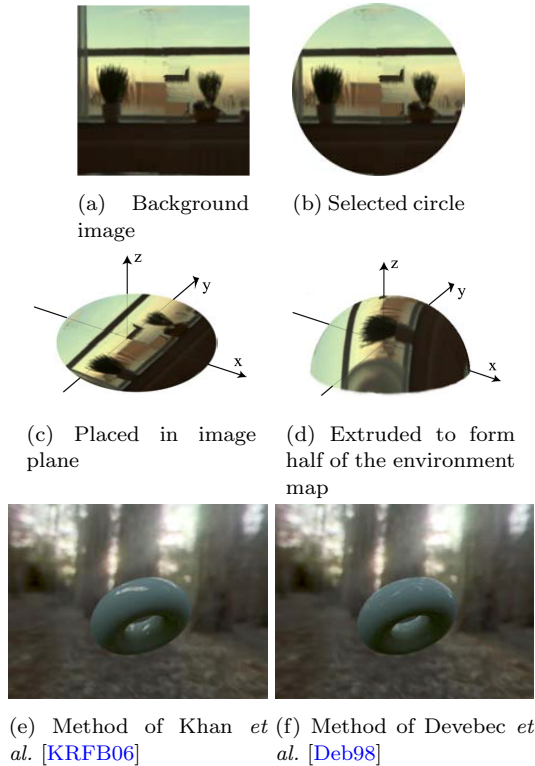 (a) Background image
(b) Selected circle
z
y
x
z
y
x
(c) Placed in image plane
(d) Extruded to form half of the environment map
(e) Method of Khan et al. [KRFB06]
(f) Method of Devebec et al. [Deb98]